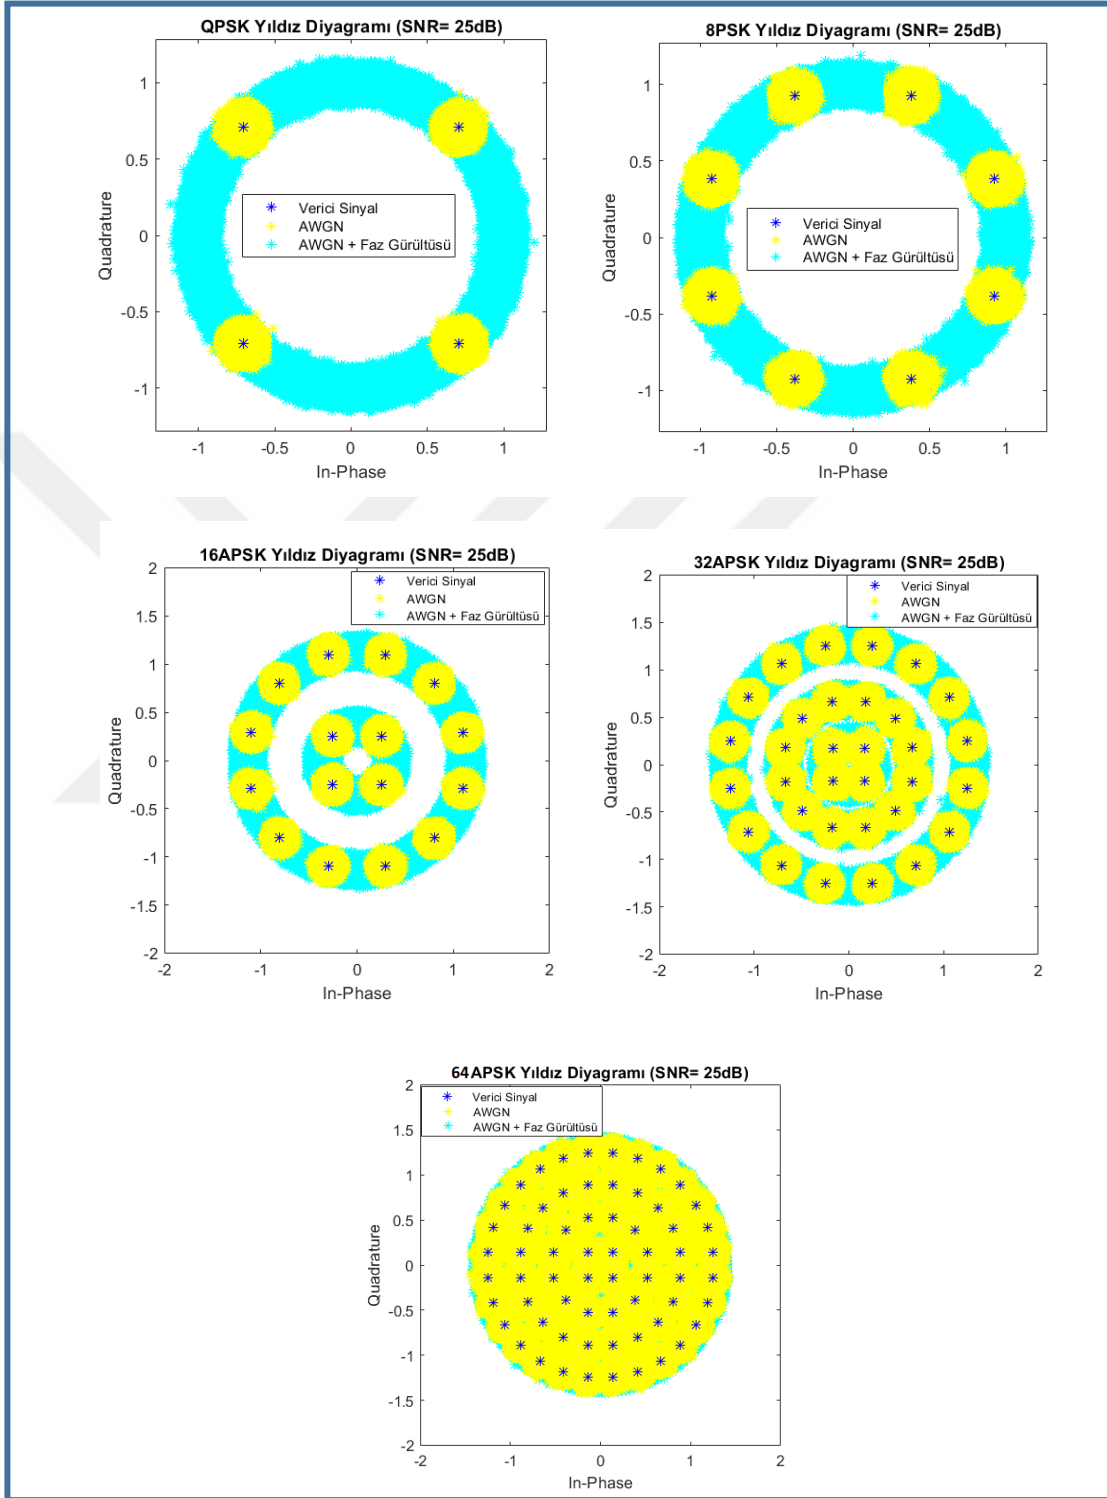 QPSK Yıldız Diyagramı (SNR= 25dB)
1
0.5
0
-0.5
-1
Quadrature
Verici Sinyal
AWGN
AWGN + Faz Gürültüsü
-1
-0.5
0
0.5
1
In-Phase
8PSK Yıldız Diyagramı (SNR= 25dB)
1
0.5
0
-0.5
-1
Quadrature
Verici Sinyal
AWGN
AWGN + Faz Gürültüsü
-1
-0.5
0
0.5
1
In-Phase
16APSK Yıldız Diyagramı (SNR= 25dB)
2
1.5
1
0.5
0
-0.5
-1
-1.5
-2
Quadrature
Verici Sinyal
AWGN
AWGN + Faz Gürültüsü
-2
-1
0
1
2
In-Phase
32APSK Yıldız Diyagramı (SNR= 25dB)
2
1.5
1
0.5
0
-0.5
-1
-1.5
-2
Quadrature
Verici Sinyal
AWGN
AWGN + Faz Gürültüsü
-2
-1
0
1
2
In-Phase
64APSK Yıldız Diyagramı (SNR= 25dB)
2
1.5
1
0.5
0
-0.5
-1
-1.5
-2
Quadrature
Verici Sinyal
AWGN
AWGN + Faz Gürültüsü
-2
-1
0
1
2
In-Phase